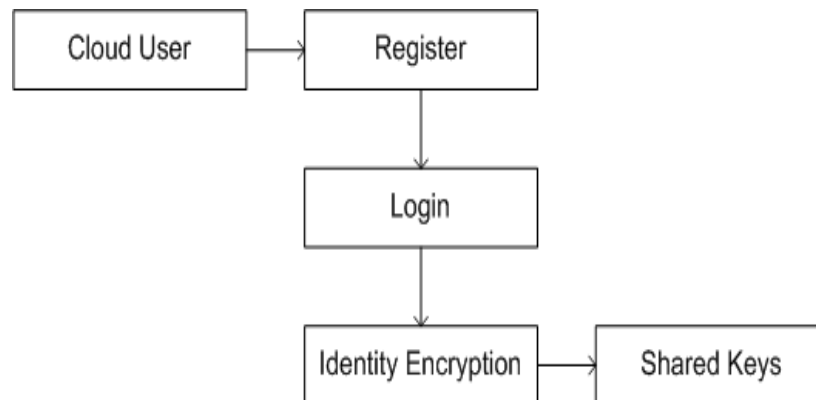 Cloud User
Register
Login
Identity Encryption
Shared Keys